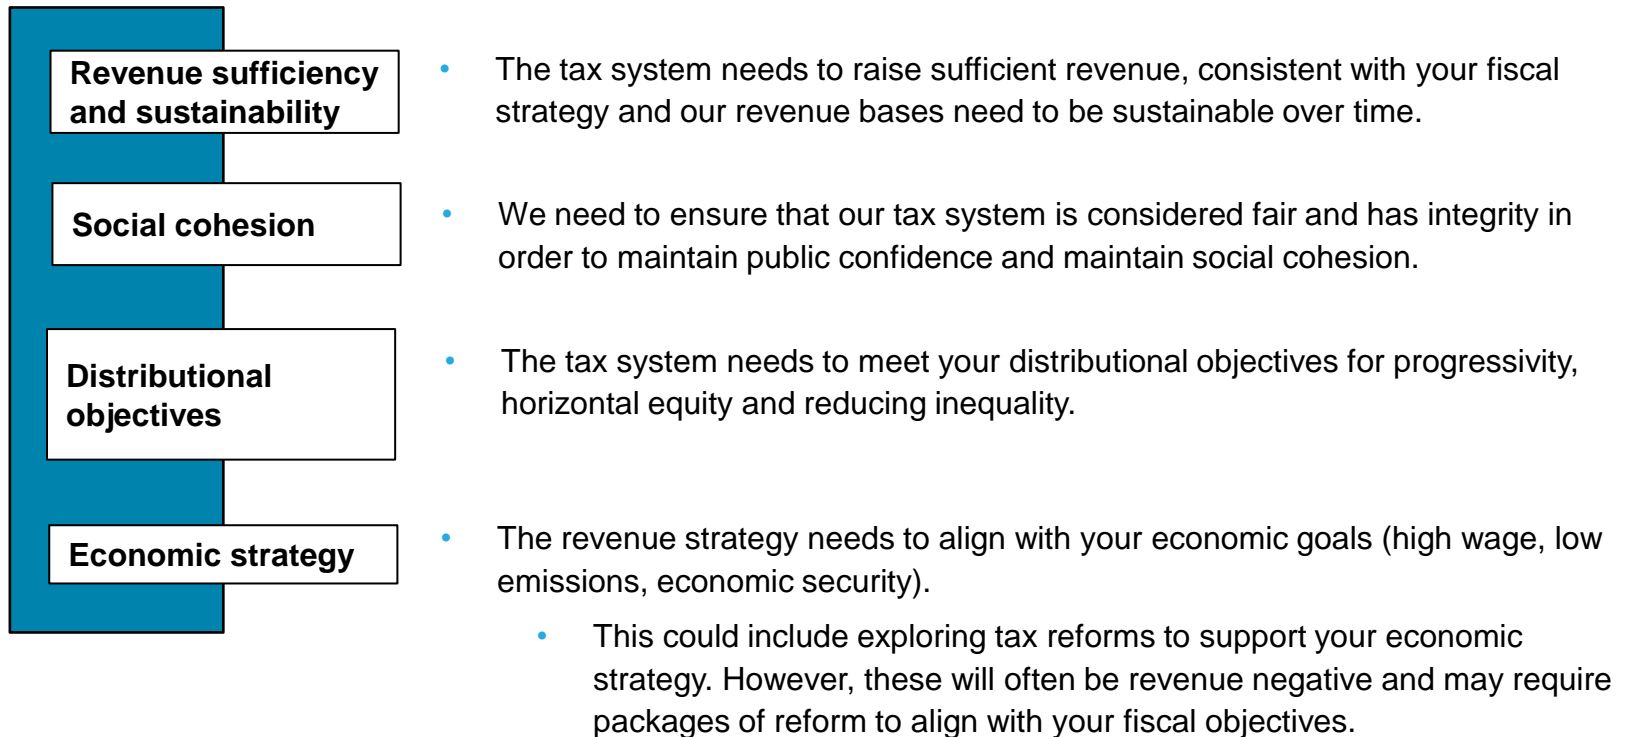 Revenue sufficiency
and sustainability
• The tax system needs to raise sufficient revenue, consistent with your fiscal
strategy and our revenue bases need to be sustainable over time.
Social cohesion
• We need to ensure that our tax system is considered fair and has integrity in
order to maintain public confidence and maintain social cohesion.
Distributional
objectives
• The tax system needs to meet your distributional objectives for progressivity,
horizontal equity and reducing inequality.
Economic strategy
• The revenue strategy needs to align with your economic goals (high wage, low
emissions, economic security).
• This could include exploring tax reforms to support your economic
strategy. However, these will often be revenue negative and may require
packages of reform to align with your fiscal objectives.